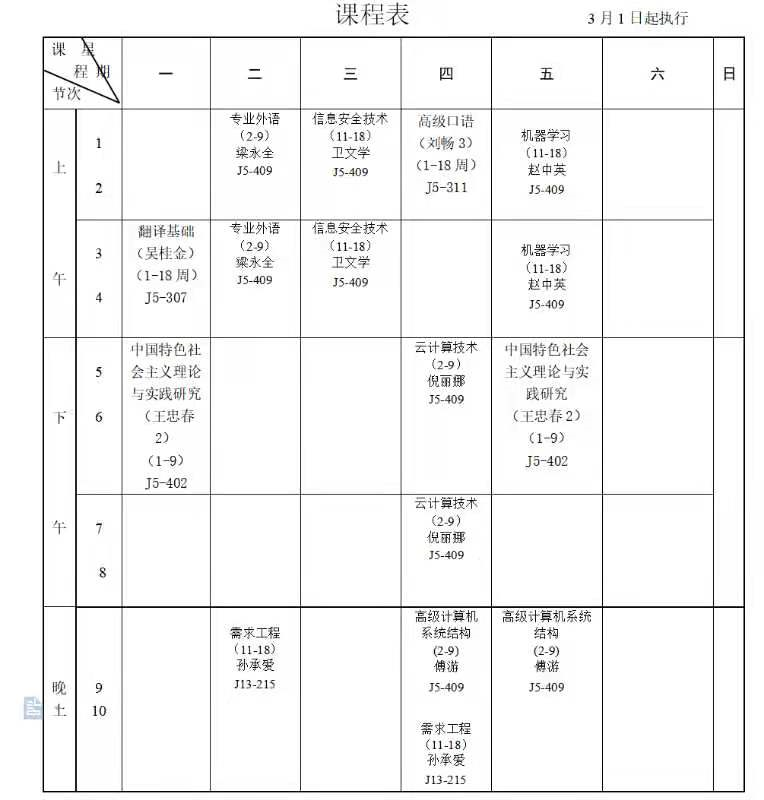 课程表
3月1日起执行
课 星
程 期
节次
一 二 三 四 五 六 日
上
午
1
2
专业外语
(2-9)
梁永全
J5-409
信息安全技术
(11-18)
卫文学
J5-409
高级口语
(刘畅 3)
(1-18周)
J5-311
机器学习
(11-18)
赵中英
J5-409
3
4
翻译基础
(吴桂金)
(1-18周)
J5-307
专业外语
(2-9)
梁永全
J5-409
信息安全技术
(11-18)
卫文学
J5-409
机器学习
(11-18)
赵中英
J5-409
下
午
5
6
中国特色社
会主义理论
与实践研究
(王忠春
2)
(1-9)
J5-402
云计算技术
(2-9)
倪丽娜
J5-409
中国特色社会
主义理论与实
践研究
(王忠春 2)
(1-9)
J5-402
7
8
云计算技术
(2-9)
倪丽娜
J5-409
晚
上
9
10
需求工程
(11-18)
孙承爱
J13-215
高级计算机
系统结构
(2-9)
傅游
J5-409
需求工程
(11-18)
孙承爱
J13-215
高级计算机系统
结构
(2-9)
傅游
J5-409